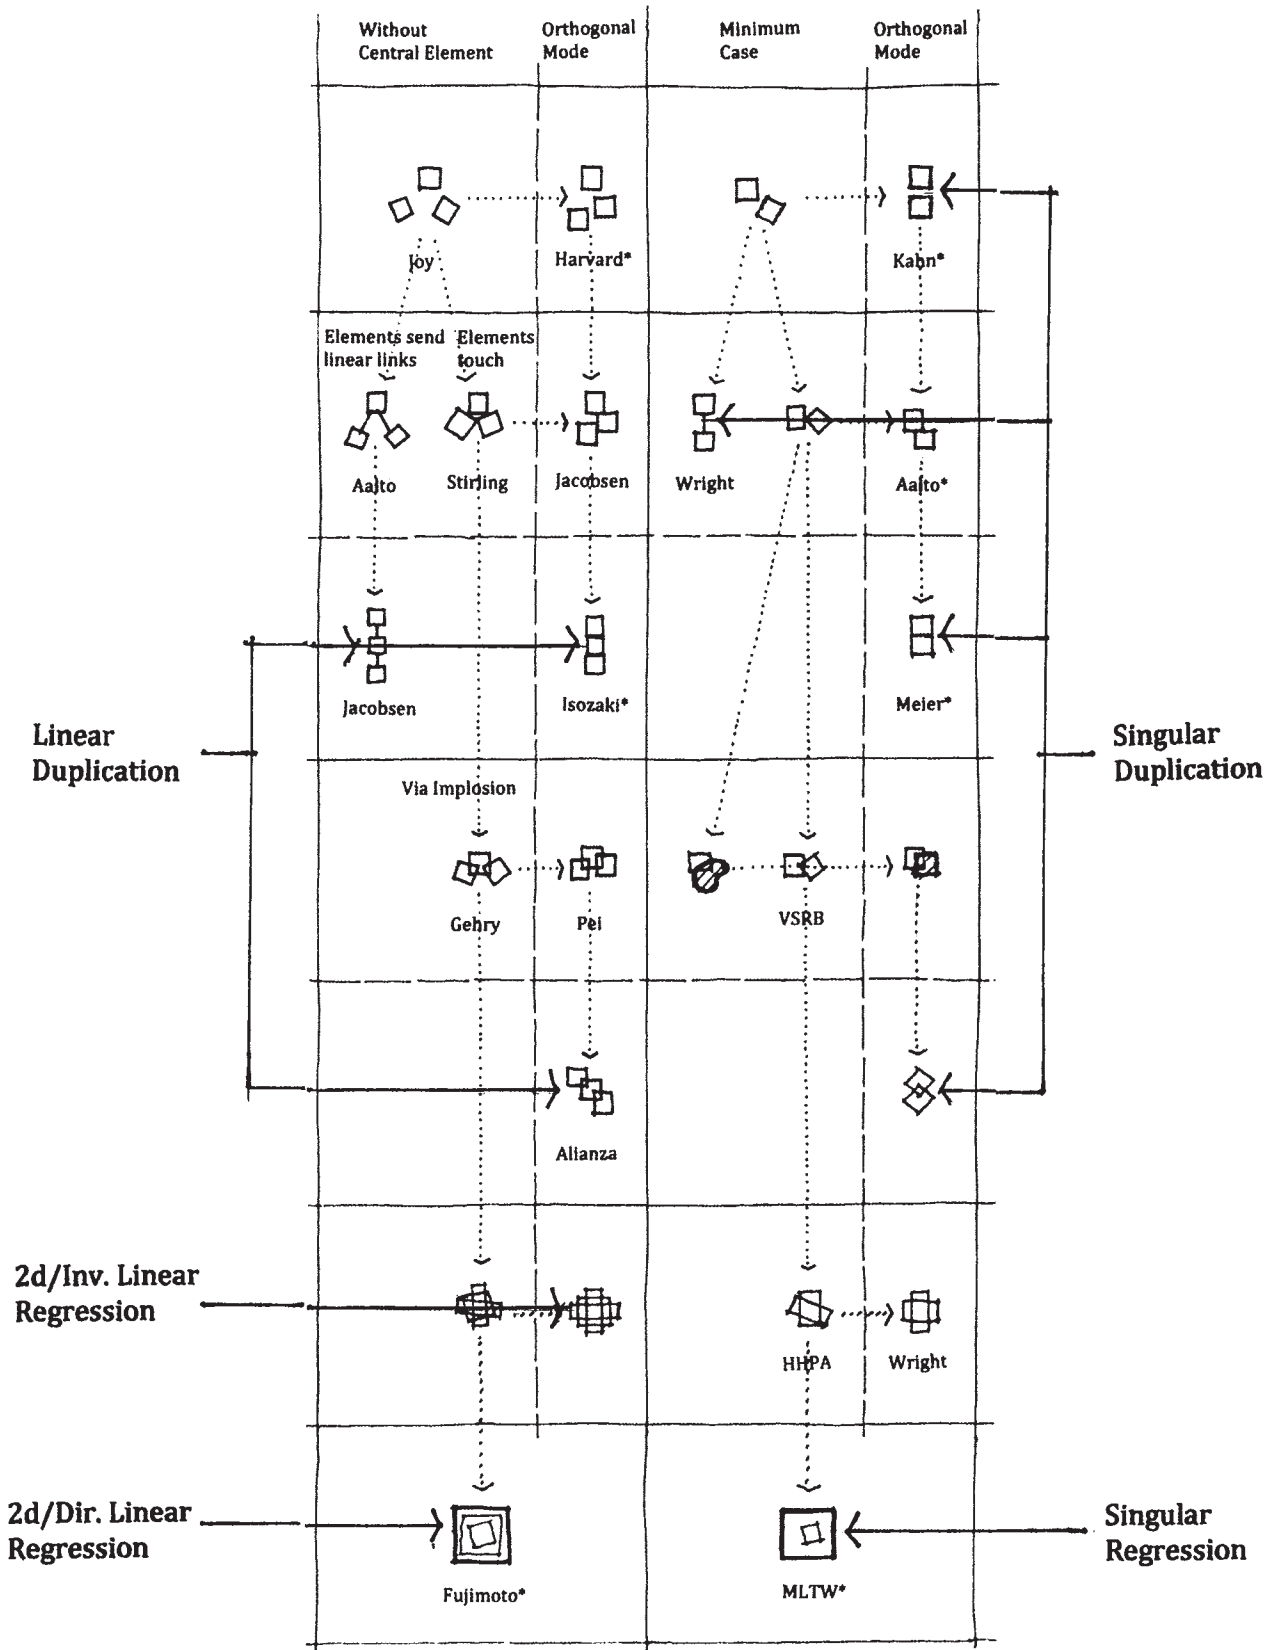 Without
Central Element
Orthogonal
Mode
Minimum
Case
Orthogonal
Mode
Joy
Harvard*
Kahn*
Elements send
linear links
Elements
touch
Aalto
Stirling
Jacobsen
Wright
Aalto*
Jacobsen
Isozaki*
Meier*
Linear
Duplication
Singular
Duplication
Via Implosion
Gehry
Pei
VSRB
Alianza
2d/Inv. Linear
Regression
HHPA
Wright
2d/Dir. Linear
Regression
Singular
Regression
Fujimoto*
MLTW*